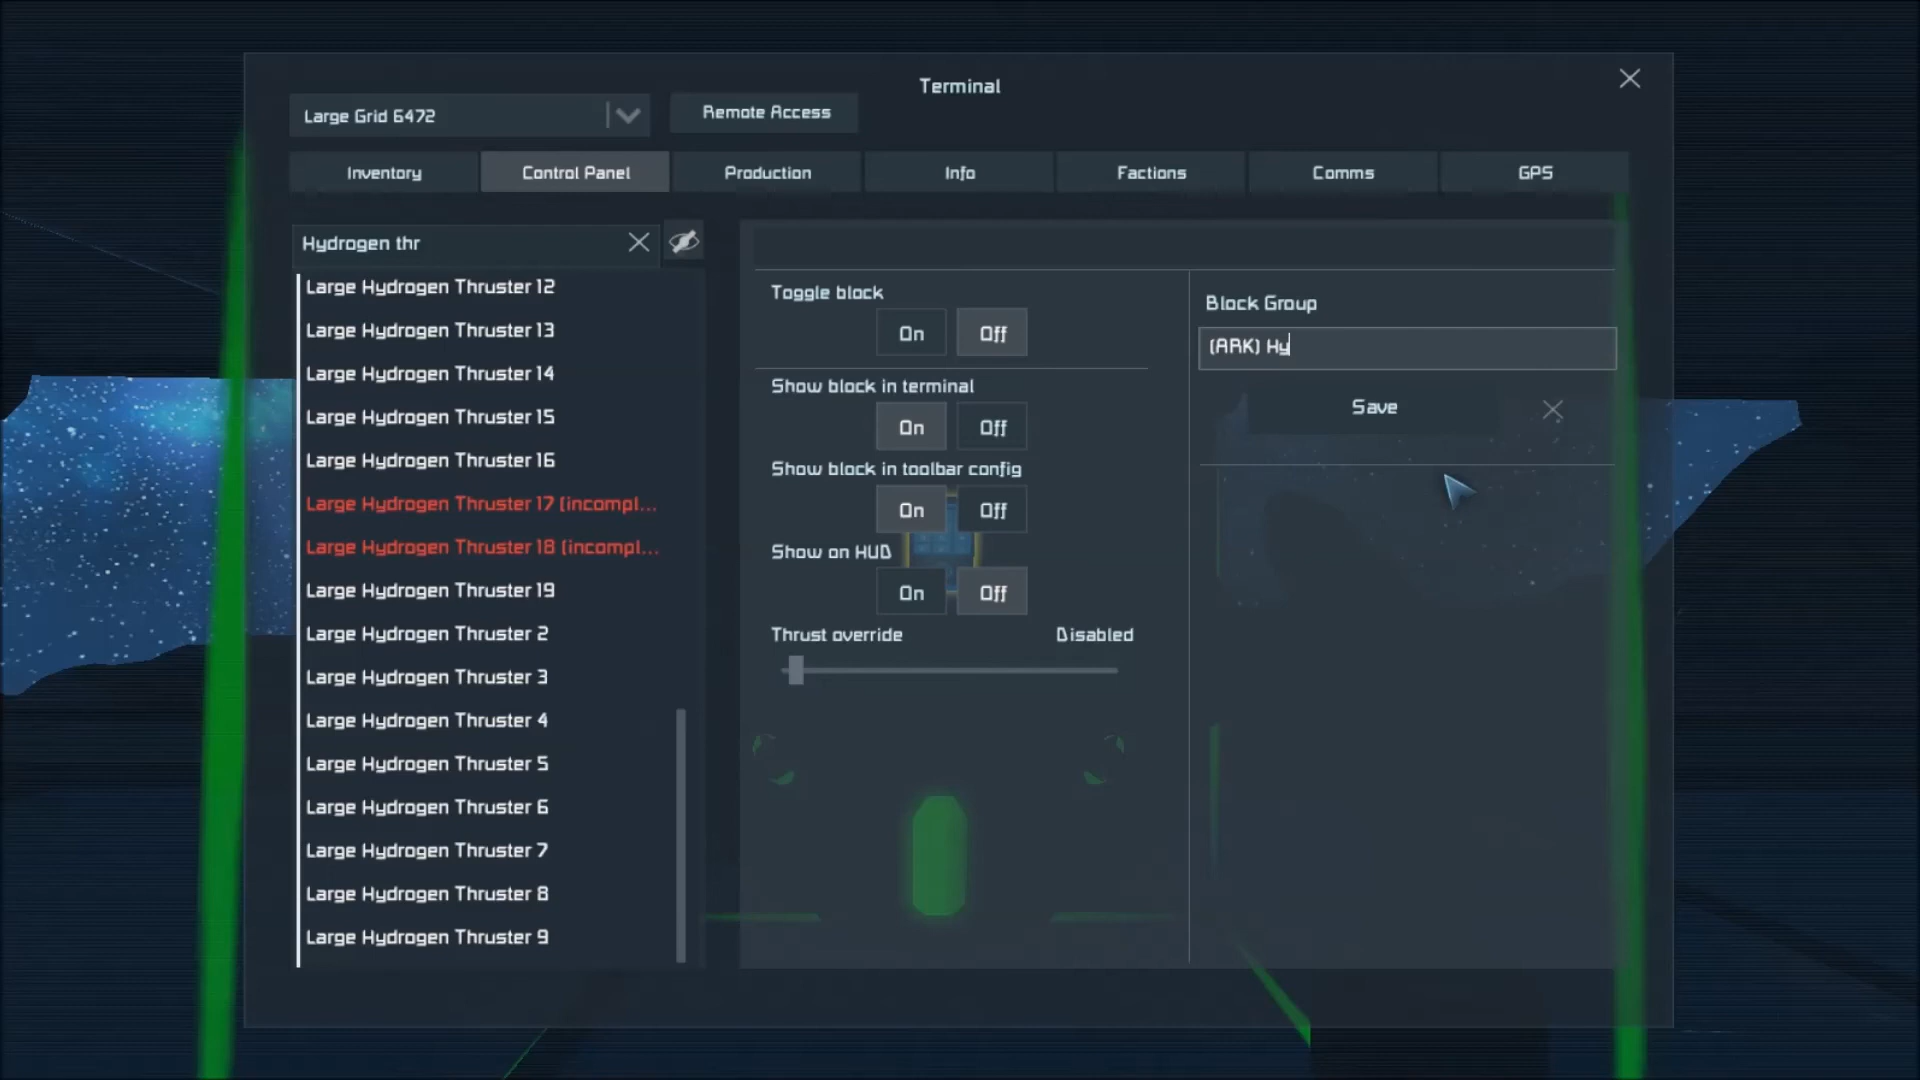 Terminal
Large Grid 6472
Remote Access
Inventory
Control Panel
Production
Info
Factions
Comms
GPS
Hydrogen thr
Large Hydrogen Thruster 12
Large Hydrogen Thruster 13
Large Hydrogen Thruster 14
Large Hydrogen Thruster 15
Large Hydrogen Thruster 16
Large Hydrogen Thruster 17 (incompl...
Large Hydrogen Thruster 18 (incompl...
Large Hydrogen Thruster 19
Large Hydrogen Thruster 2
Large Hydrogen Thruster 3
Large Hydrogen Thruster 4
Large Hydrogen Thruster 5
Large Hydrogen Thruster 6
Large Hydrogen Thruster 7
Large Hydrogen Thruster 8
Large Hydrogen Thruster 9
Toggle block
On Off
Show block in terminal
On Off
Show block in toolbar config
On Off
Show on HUD
On Off
Thrust override Disabled
Block Group
(ARK) Hy
Save